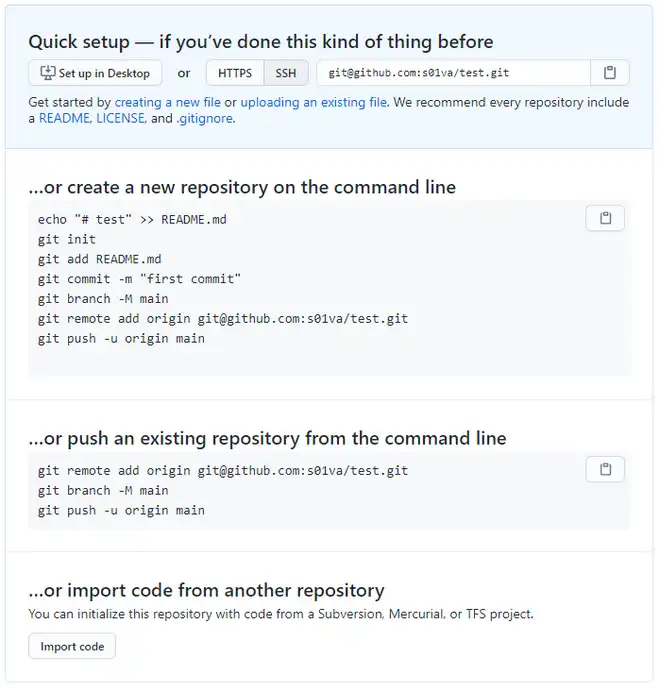 Quick setup — if you've done this kind of thing before
Set up in Desktop or HTTPS SSH git@github.com:s01va/test.git
Get started by creating a new file or uploading an existing file. We recommend every repository include
a README, LICENSE, and .gitignore.
...or create a new repository on the command line
echo "# test" >> README.md
git init
git add README.md
git commit -m "first commit"
git branch -M main
git remote add origin git@github.com:s01va/test.git
git push -u origin main
...or push an existing repository from the command line
git remote add origin git@github.com:s01va/test.git
git branch -M main
git push -u origin main
...or import code from another repository
You can initialize this repository with code from a Subversion, Mercurial, or TFS project.
Import code